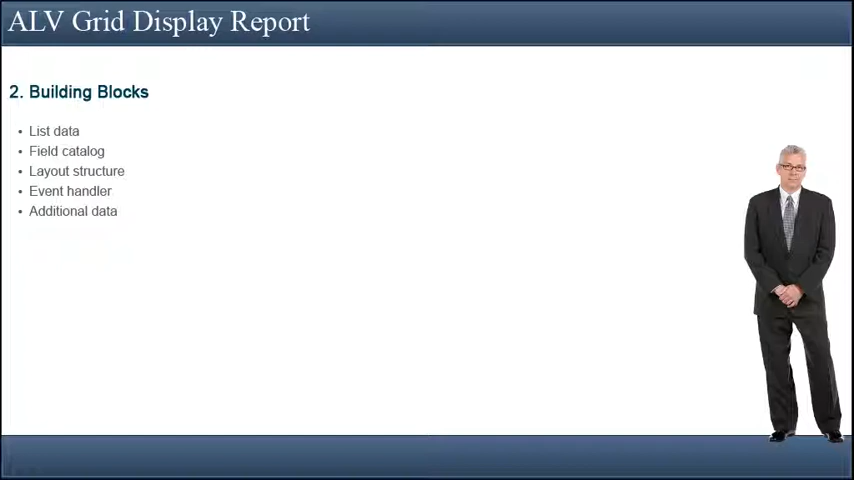 ALV Grid Display Report
2. Building Blocks
• List data
• Field catalog
• Layout structure
• Event handler
• Additional data